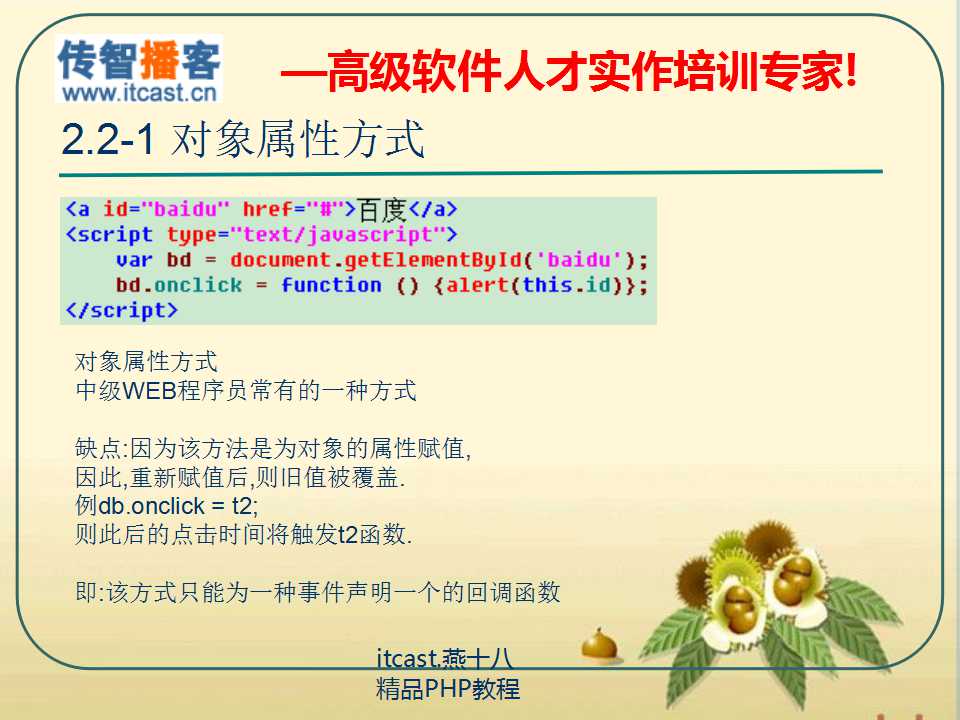 传智播客
www.itcast.cn
—高级软件人才实作培训专家!
2.2-1 对象属性方式
<a id="baidu" href="#">百度</a>
<script type="text/javascript">
var bd = document.getElementById('baidu');
bd.onclick = function () {alert(this.id)};
</script>
对象属性方式
中级WEB程序员常有的一种方式
缺点:因为该方法是为对象的属性赋值,
因此,重新赋值后,则旧值被覆盖.
例db.onclick = t2;
则此后的点击时间将触发t2函数.
即:该方式只能为一种事件声明一个的回调函数
itcast.燕十八
精品PHP教程